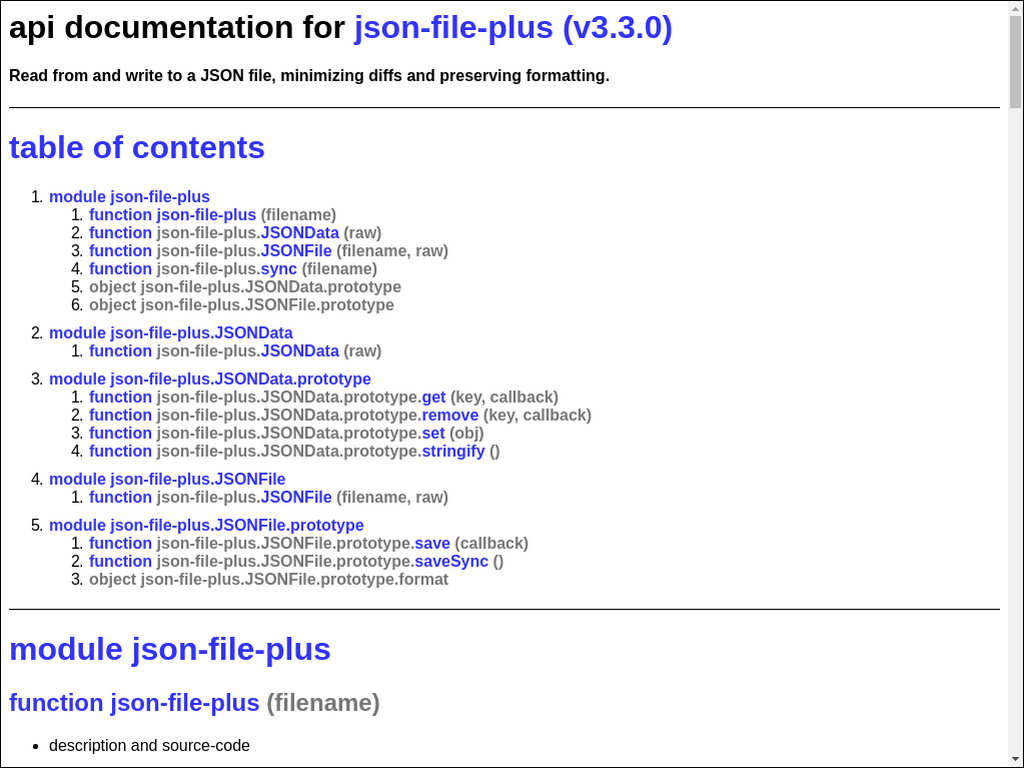 api documentation for json-file-plus (v3.3.0)
Read from and write to a JSON file, minimizing diffs and preserving formatting.
table of contents
1. module json-file-plus
1. function json-file-plus (filename)
2. function json-file-plus.JSONData (raw)
3. function json-file-plus.JSONFile (filename, raw)
4. function json-file-plus.sync (filename)
5. object json-file-plus.JSONData.prototype
6. object json-file-plus.JSONFile.prototype
2. module json-file-plus.JSONData
1. function json-file-plus.JSONData (raw)
3. module json-file-plus.JSONData.prototype
1. function json-file-plus.JSONData.prototype.get (key, callback)
2. function json-file-plus.JSONData.prototype.remove (key, callback)
3. function json-file-plus.JSONData.prototype.set (obj)
4. function json-file-plus.JSONData.prototype.stringify ()
4. module json-file-plus.JSONFile
1. function json-file-plus.JSONFile (filename, raw)
5. module json-file-plus.JSONFile.prototype
1. function json-file-plus.JSONFile.prototype.save (callback)
2. function json-file-plus.JSONFile.prototype.saveSync ()
3. object json-file-plus.JSONFile.prototype.format
module json-file-plus
function json-file-plus (filename)
• description and source-code